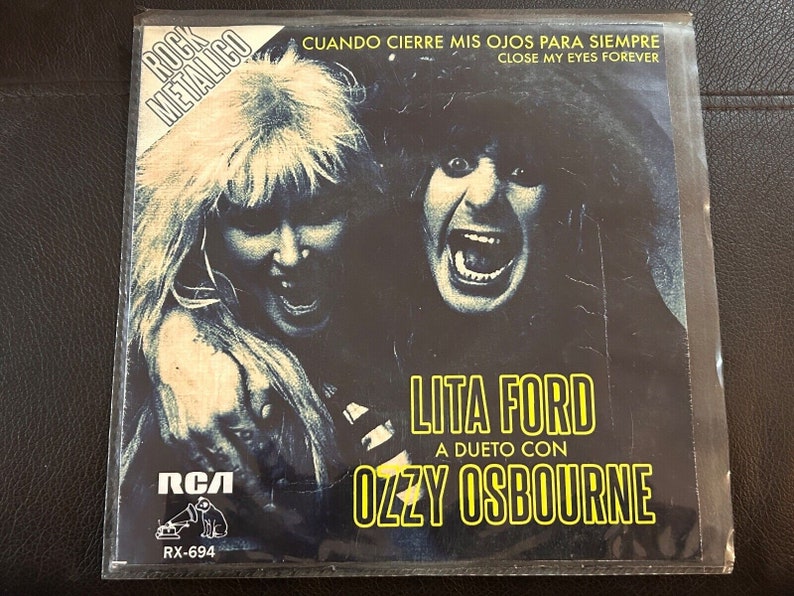 ROCK
METALICO
CUANDO CIERRE MIS OJOS PARA SIEMPRE
CLOSE MY EYES FOREVER
LITA FORD
A DUETO CON
OZZY OSBOURNE
RCA
RX-694